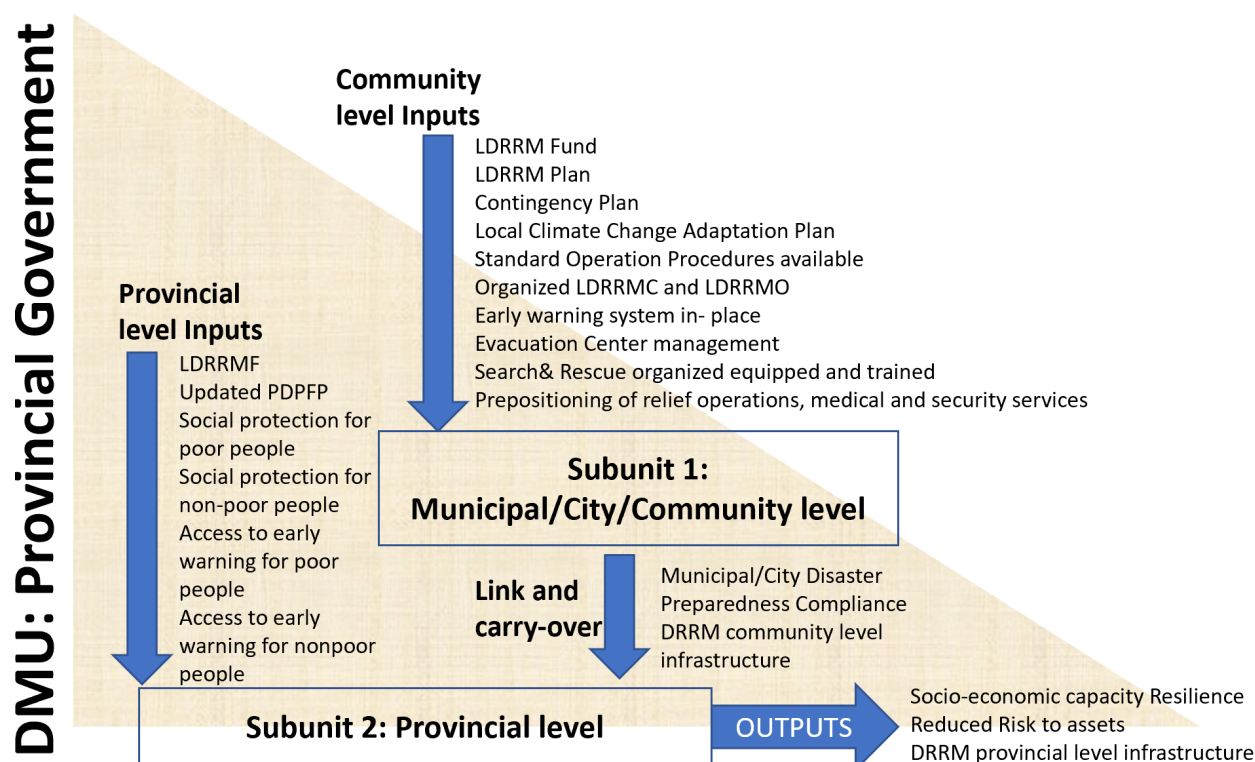 DMU: Provincial Government
Community
level Inputs
LDRRM Fund
LDRRM Plan
Contingency Plan
Local Climate Change Adaptation Plan
Standard Operation Procedures available
Organized LDRRMC and LDRRMO
Early warning system in- place
Evacuation Center management
Search& Rescue organized equipped and trained
Prepositioning of relief operations, medical and security services
Provincial
level Inputs
LDRRMF
Updated PDPFP
Social protection for
poor people
Social protection for
non-poor people
Access to early
warning for poor
people
Access to early
warning for nonpoor
people
Subunit 1:
Municipal/City/Community level
Link and
carry-over
Municipal/City Disaster
Preparedness Compliance
DRRM community level
infrastructure
Subunit 2: Provincial level
OUTPUTS
Socio-economic capacity Resilience
Reduced Risk to assets
DRRM provincial level infrastructure